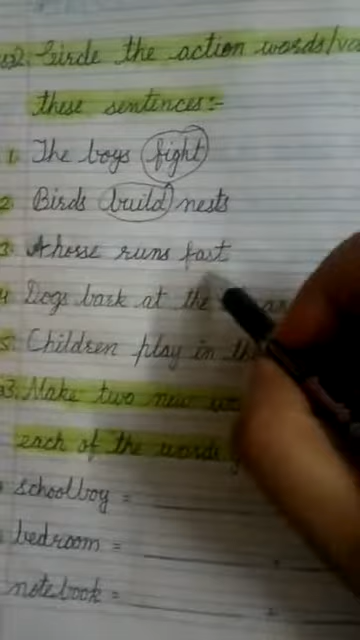 Q2. Circle the action words/
these sentences:-
1. The boys fight
2. Birds build nests
3. A horse runs fast
4. Dogs bark at the
5. Children play in
Q3. Make two new
each of the words
schoolboy =
bedroom =
notebook =